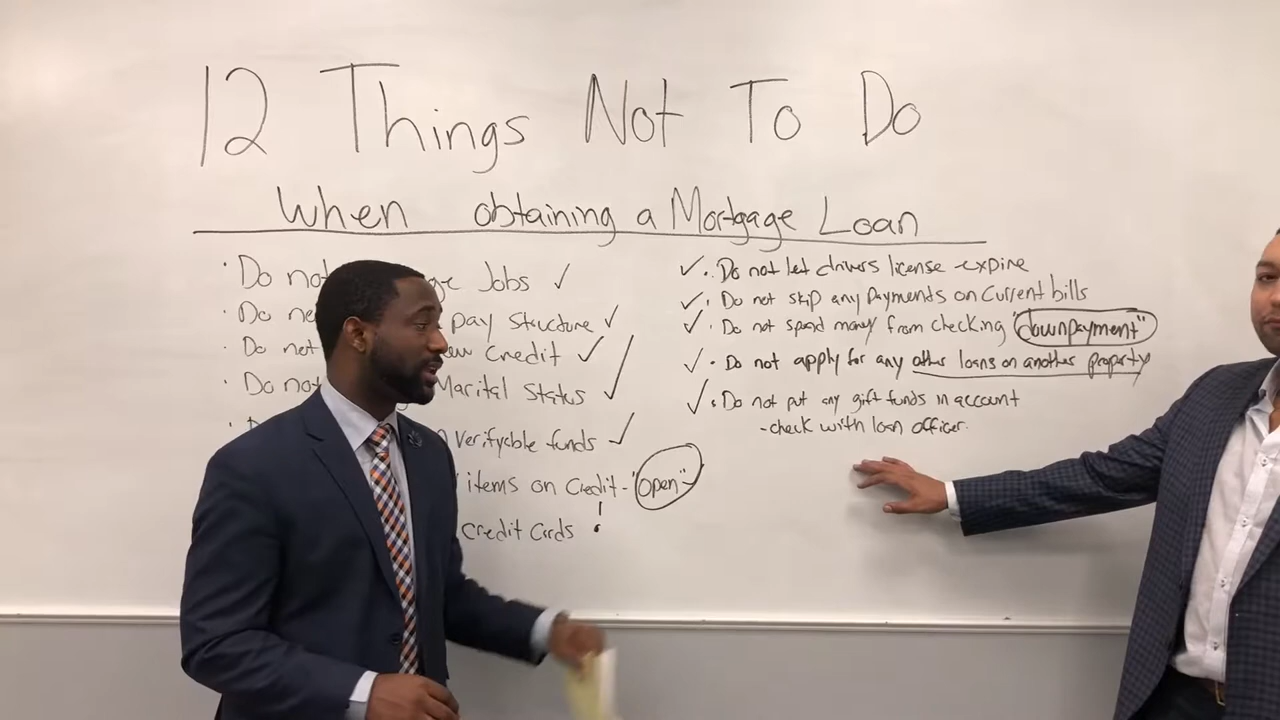 12 Things Not To Do
When obtaining a Mortgage Loan
· Do not ge Jobs ✓
· Do no pay structure ✓
· Do not ew Credit ✓
· Do not Marital Status ✓
verifycble funds ✓
items on Credit - "open"
credit Cards
✓ · Do not let drivers license expire
✓ · Do not skip any Payments on Current bills
✓ · Do not spend money from checking "downpayment"
✓ · Do not apply for any other loans on another property
✓ · Do not put any gift funds in account
- check with loan officer.